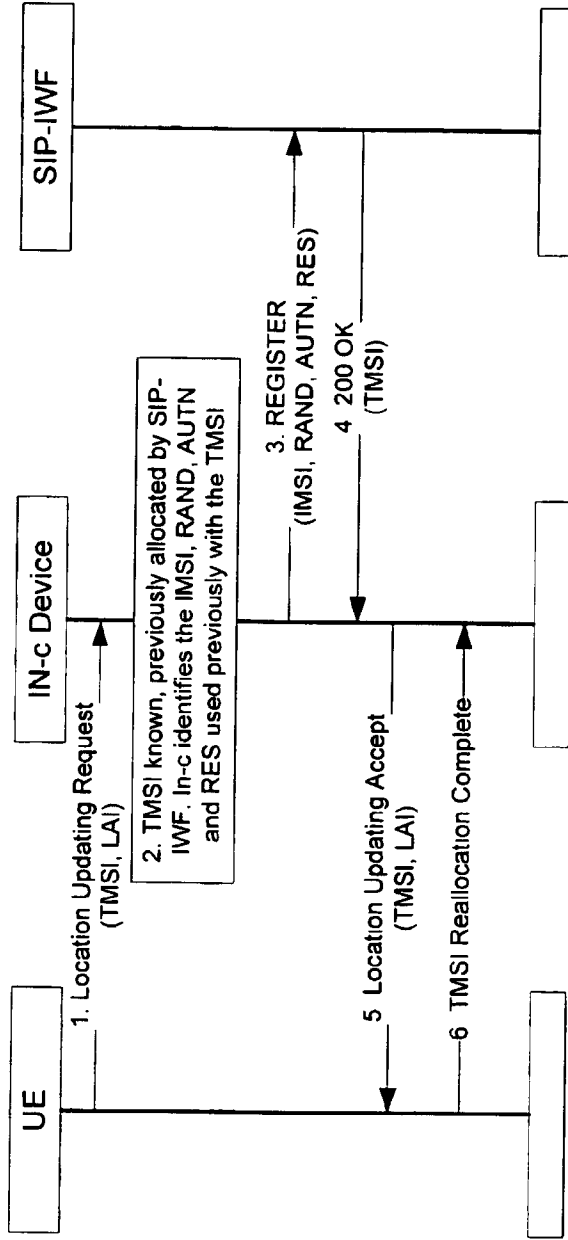 UE
IN-c Device
SIP-IWF
1. Location Updating Request
(TMSI, LAI)
2. TMSI known, previously allocated by SIP-
IWF. In-c identifies the IMSI, RAND, AUTN
and RES used previously with the TMSI
3. REGISTER
(IMSI, RAND, AUTN, RES)
4 200 OK
(TMSI)
5 Location Updating Accept
(TMSI, LAI)
6 TMSI Reallocation Complete